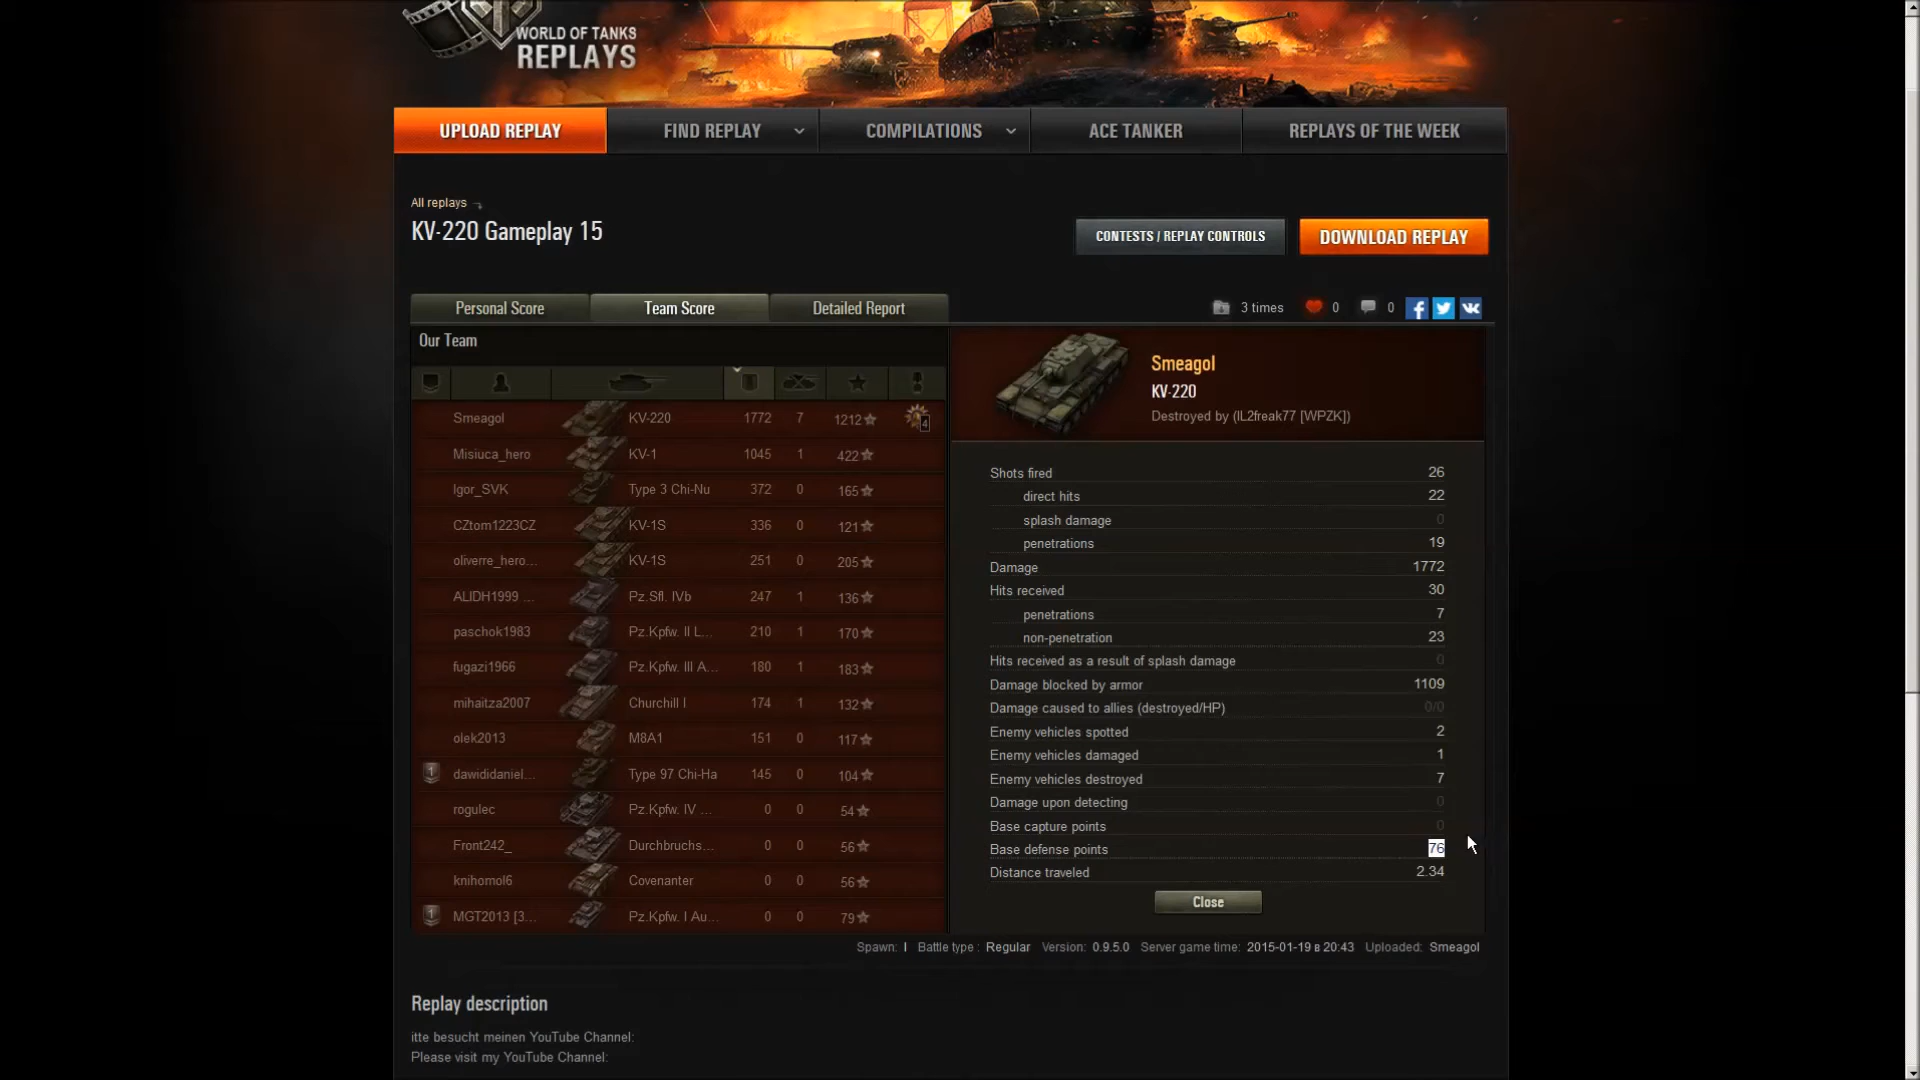 WORLD OF TANKS
REPLAYS
UPLOAD REPLAY
FIND REPLAY
COMPILATIONS
ACE TANKER
REPLAYS OF THE WEEK
All replays
KV-220 Gameplay 15
CONTESTS / REPLAY CONTROLS
DOWNLOAD REPLAY
Personal Score
Team Score
Detailed Report
3 times
0
0
Our Team
Smeagol KV-220 1772 7 1212 4
Misiuca_hero KV-1 1045 1 422
Igor_SVK Type 3 Chi-Nu 372 0 165
CZtom1223CZ KV-1S 336 0 121
oliverre_hero... KV-1S 251 0 205
ALIDH1999 ... Pz.Sfl. IVb 247 1 136
paschok1983 Pz.Kpfw. II L... 210 1 170
fugazi1966 Pz.Kpfw. III A... 180 1 183
mihaitza2007 Churchill I 174 1 132
olek2013 M8A1 151 0 117
1 dawididaniel... Type 97 Chi-Ha 145 0 104
rogulec Pz.Kpfw. IV ... 0 0 54
Front242_ Durchbruchs... 0 0 56
knihomol6 Covenanter 0 0 56
1 MGT2013 [3... Pz.Kpfw. I Au... 0 0 79
Smeagol
KV-220
Destroyed by (IL2freak77 [WPZK])
Shots fired 26
direct hits 22
splash damage 0
penetrations 19
Damage 1772
Hits received 30
penetrations 7
non-penetration 23
Hits received as a result of splash damage 0
Damage blocked by armor 1109
Damage caused to allies (destroyed/HP) 0/0
Enemy vehicles spotted 2
Enemy vehicles damaged 1
Enemy vehicles destroyed 7
Damage upon detecting 0
Base capture points 0
Base defense points 76
Distance traveled 2.34
Close
Spawn: I Battle type : Regular Version: 0.9.5.0 Server game time: 2015-01-19 в 20:43 Uploaded: Smeagol
Replay description
itte besucht meinen YouTube Channel:
Please visit my YouTube Channel: